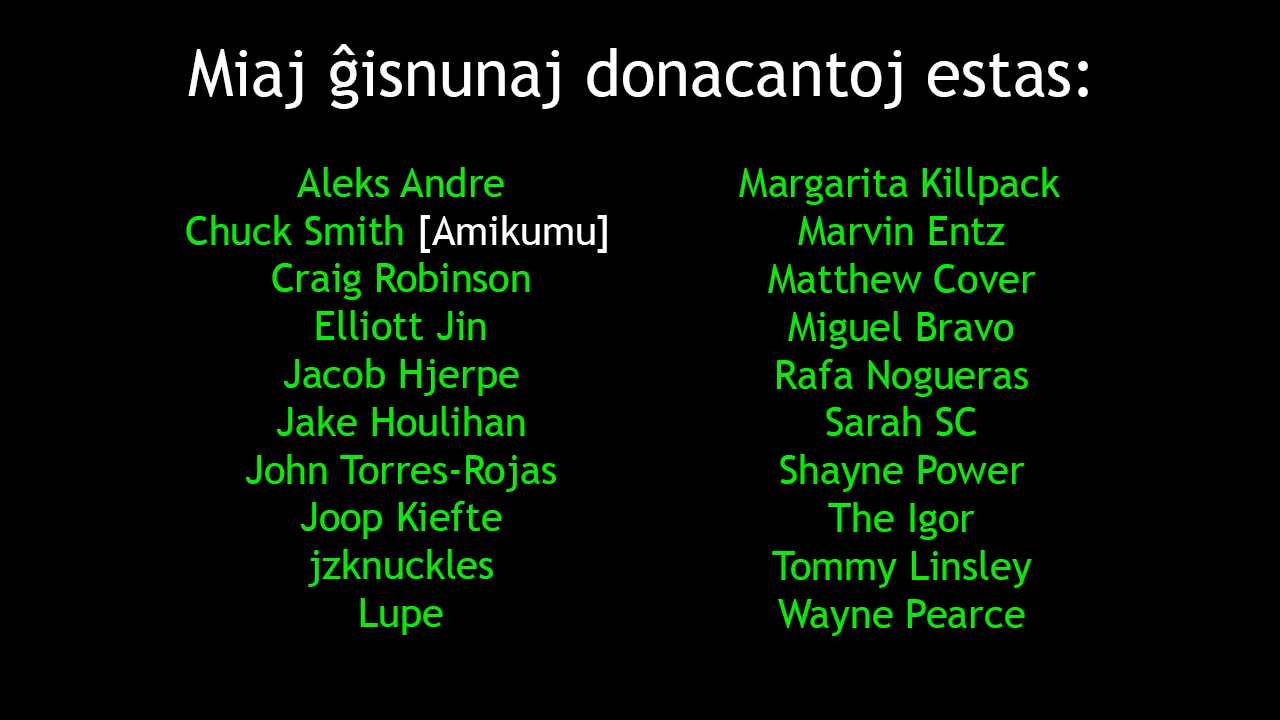 Miaj ĝisnunaj donacantoj estas:
Aleks Andre
Chuck Smith [Amikumu]
Craig Robinson
Elliott Jin
Jacob Hjerpe
Jake Houlihan
John Torres-Rojas
Joop Kiefte
jzknuckles
Lupe
Margarita Killpack
Marvin Entz
Matthew Cover
Miguel Bravo
Rafa Nogueras
Sarah SC
Shayne Power
The Igor
Tommy Linsley
Wayne Pearce